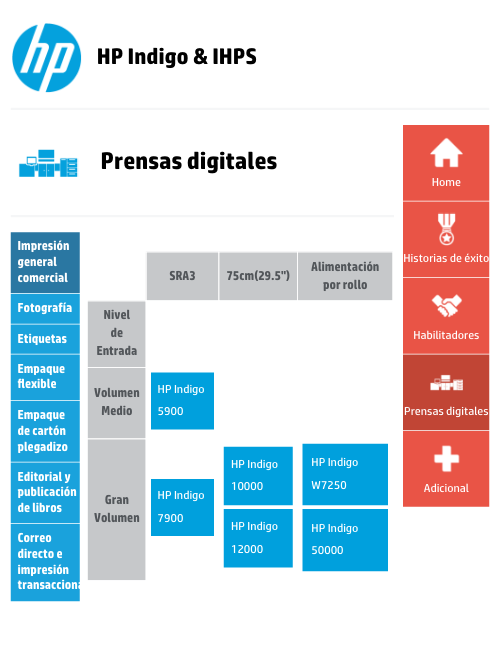 hp
HP Indigo & IHPS
Prensas digitales
Home
Historias de éxito
Habilitadores
Prensas digitales
Adicional
Impresión
general
comercial
Fotografía
Etiquetas
Empaque
flexible
Empaque
de cartón
plegadizo
Editorial y
publicación
de libros
Correo
directo e
impresión
transacciona
SRA3
75cm(29.5")
Alimentación
por rollo
Nivel
de
Entrada
Volumen
Medio
HP Indigo
5900
Gran
Volumen
HP Indigo
7900
HP Indigo
10000
HP Indigo
12000
HP Indigo
W7250
HP Indigo
50000